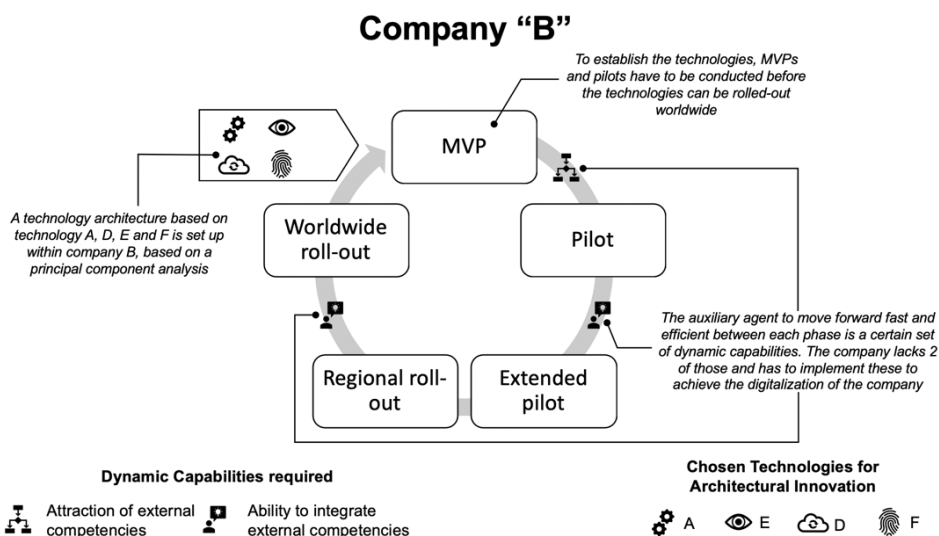 Company “B”
To establish the technologies, MVPs
and pilots have to be conducted before
the technologies can be rolled-out
worldwide
MVP
A technology architecture based on
technology A, D, E and F is set up
within company B, based on a
principal component analysis
Worldwide
roll-out
Pilot
The auxiliary agent to move forward fast and
efficient between each phase is a certain set
of dynamic capabilities. The company lacks 2
of those and has to implement these to
achieve the digitalization of the company
Regional roll-
out
Extended
pilot
Dynamic Capabilities required
Attraction of external
competencies
Ability to integrate
external competencies
Chosen Technologies for
Architectural Innovation
A
E
D
F